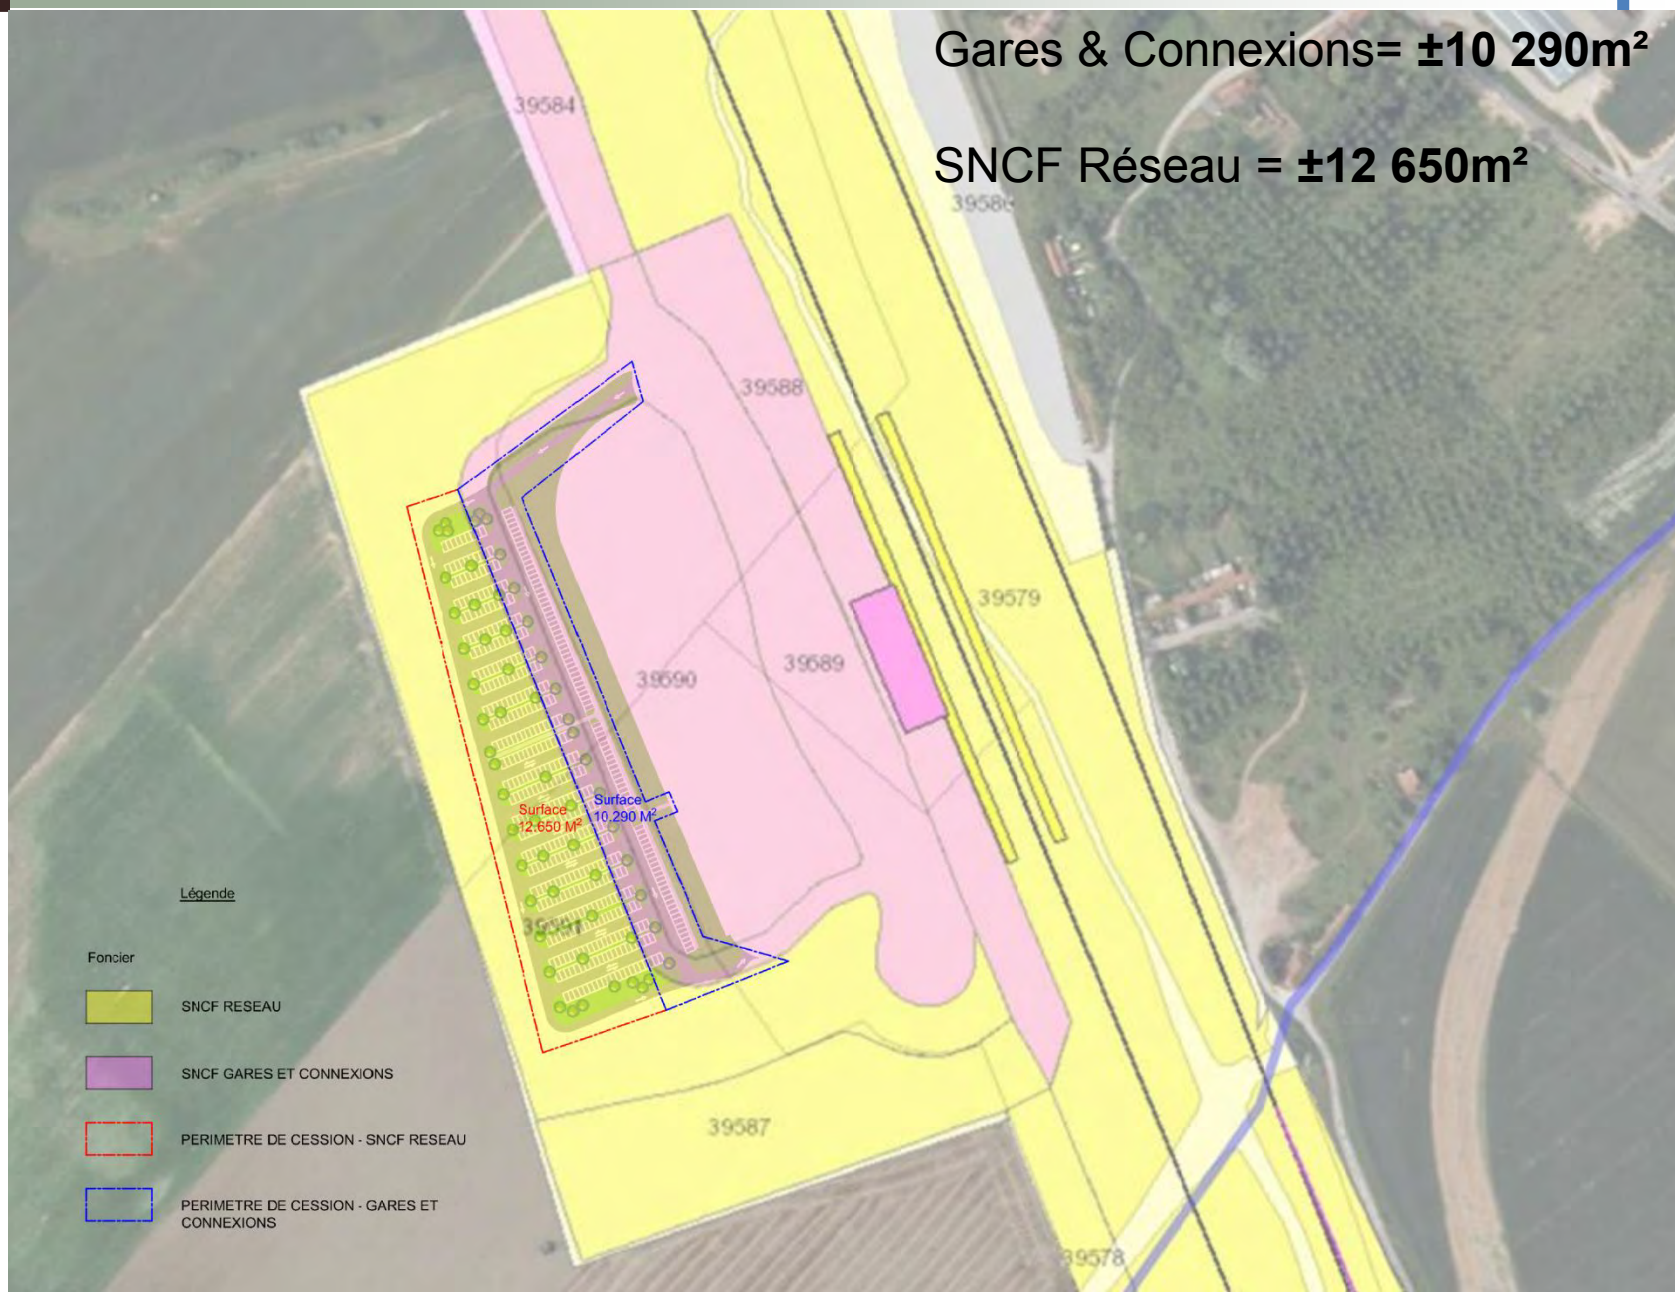 Gares & Connexions= ±10 290m²
SNCF Réseau = ±12 650m²
39584
39586
39588
39579
39589
39590
Surface
12.650 M²
Surface
10.290 M²
39591
39587
39578
Légende
Foncier
SNCF RESEAU
SNCF GARES ET CONNEXIONS
PERIMETRE DE CESSION - SNCF RESEAU
PERIMETRE DE CESSION - GARES ET
CONNEXIONS